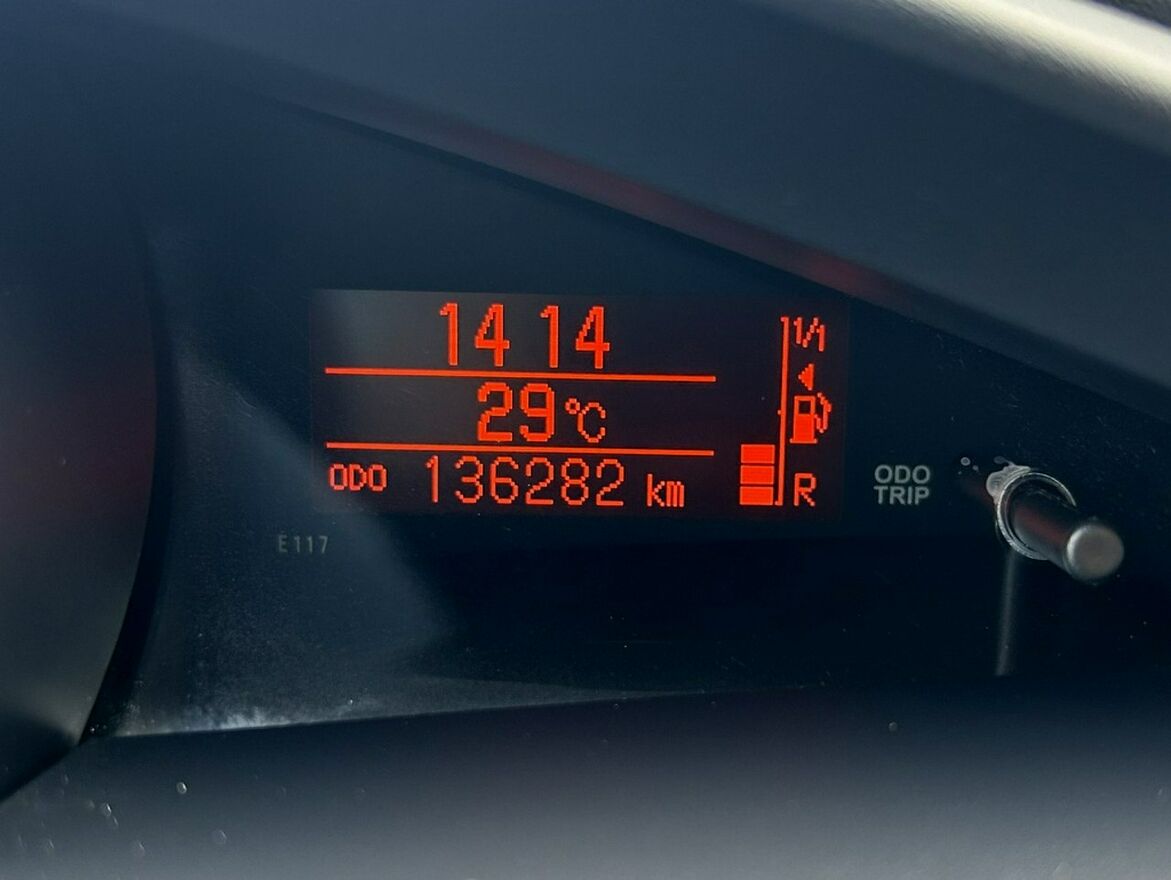 14 14
1/1
29℃
ODO 136282 km
R
ODO
TRIP
E117